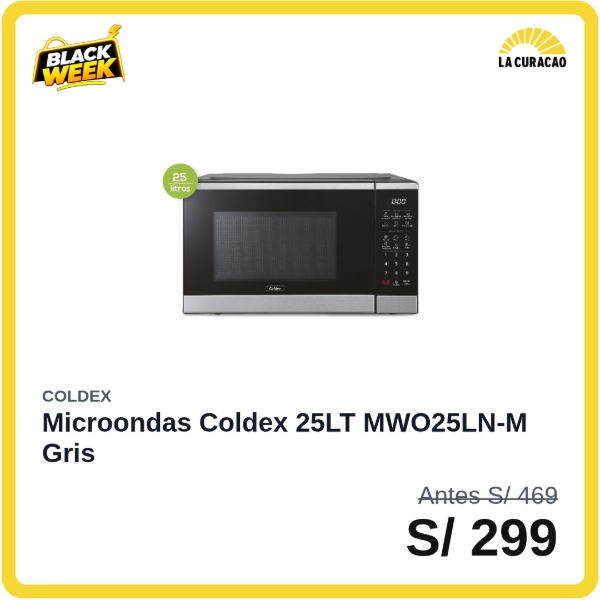 BLACK
WEEK
LA CURACAO
25
litros
Coldex
COLDEX
Microondas Coldex 25LT MWO25LN-M
Gris
Antes S/ 469
S/ 299